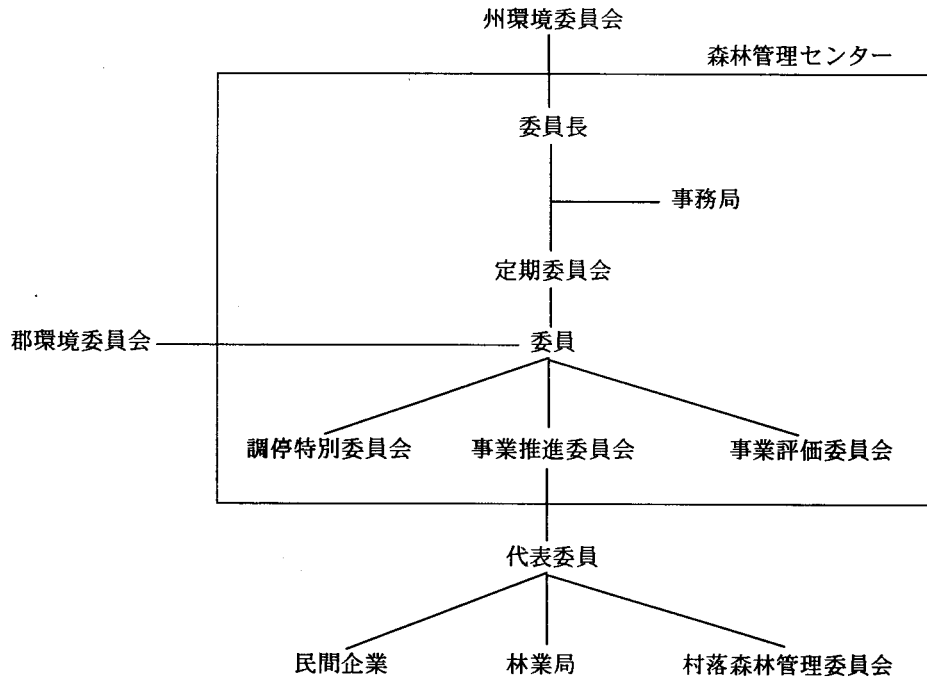 州環境委員会
森林管理センター
委員長
事務局
定期委員会
郡環境委員会
委員
調停特別委員会
事業推進委員会
事業評価委員会
代表委員
民間企業
林業局
村落森林管理委員会